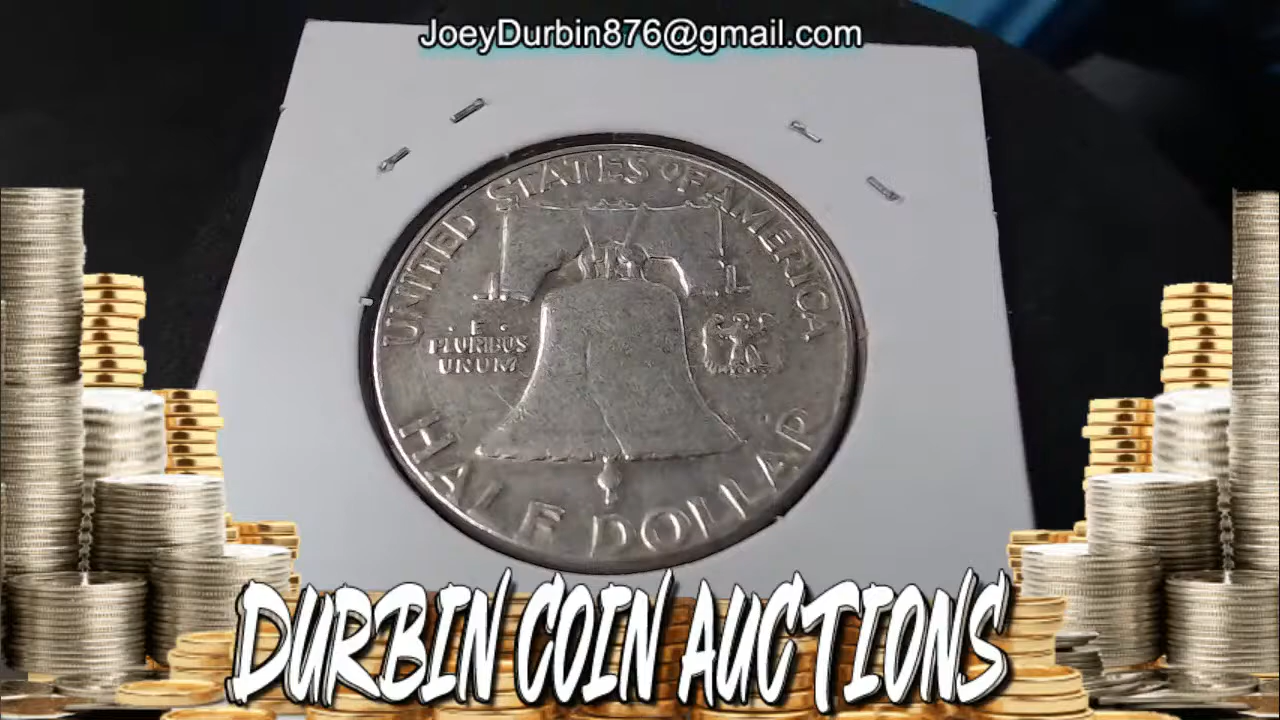 JoeyDurbin876@gmail.com
UNITED STATES OF AMERICA
· E ·
PLURIBUS
UNUM
HALF DOLLAR
DURBIN COIN AUCTIONS